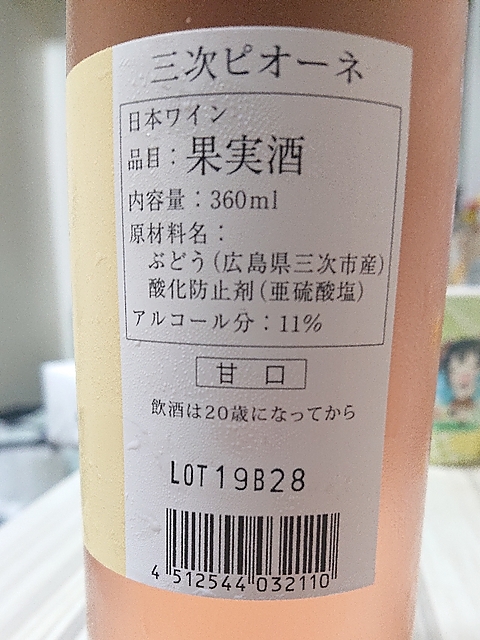 三次ピオーネ
日本ワイン
品目：果実酒
内容量：360ml
原材料名：
ぶどう(広島県三次市産)
酸化防止剤(亜硫酸塩)
アルコール分：11%
甘 口
飲酒は20歳になってから
LOT19B28
4 512544 032110